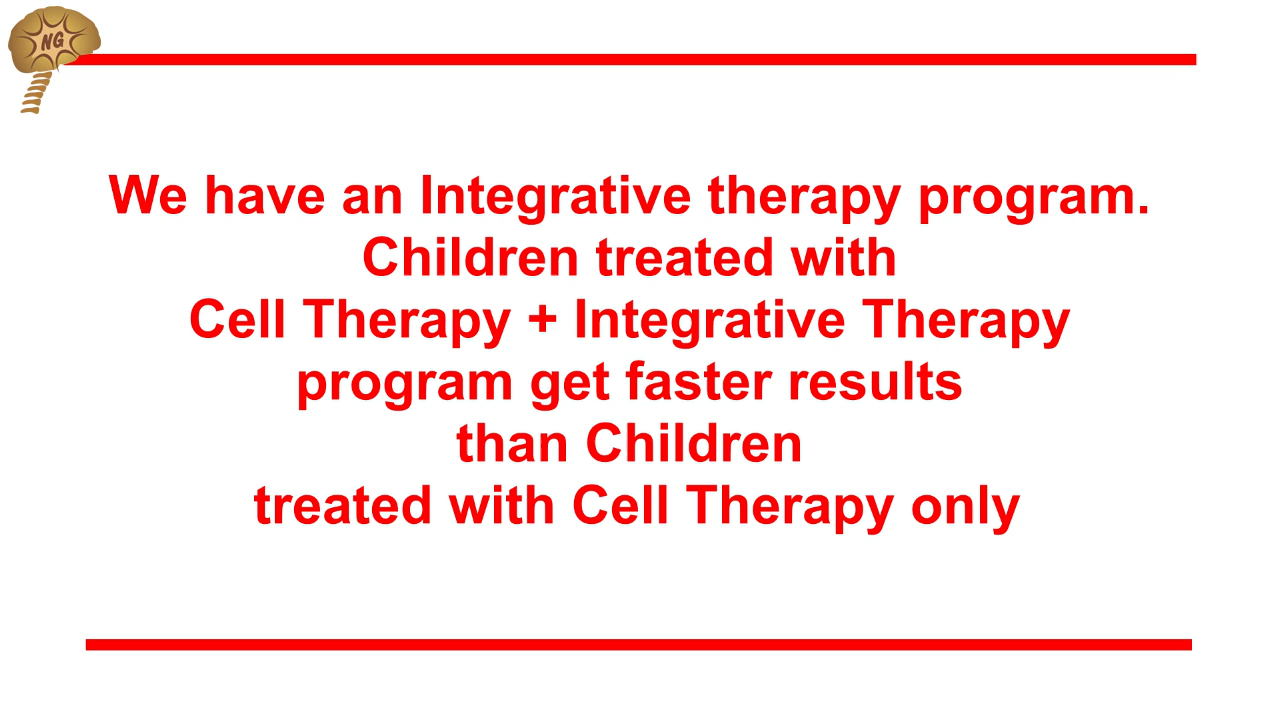 NG
We have an Integrative therapy program.
Children treated with
Cell Therapy + Integrative Therapy
program get faster results
than Children
treated with Cell Therapy only